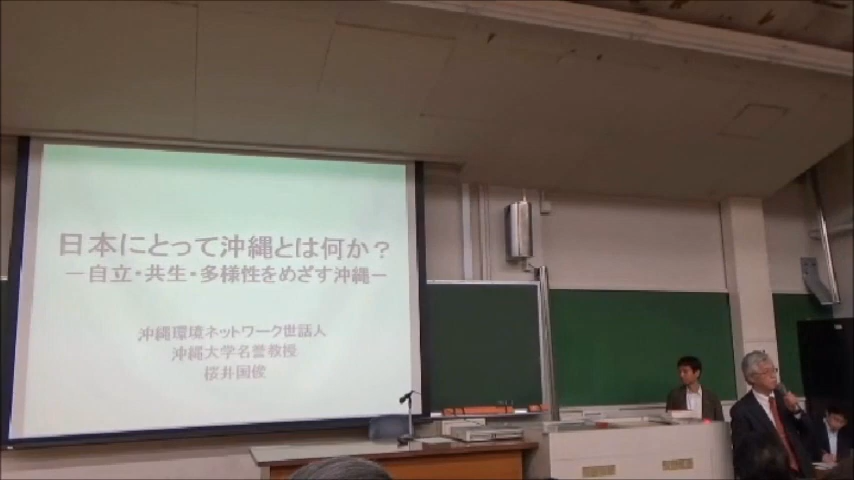 日本にとって沖縄とは何か？
―自立・共生・多様性をめざす沖縄―
沖縄環境ネットワーク世話人
沖縄大学名誉教授
桜井国俊